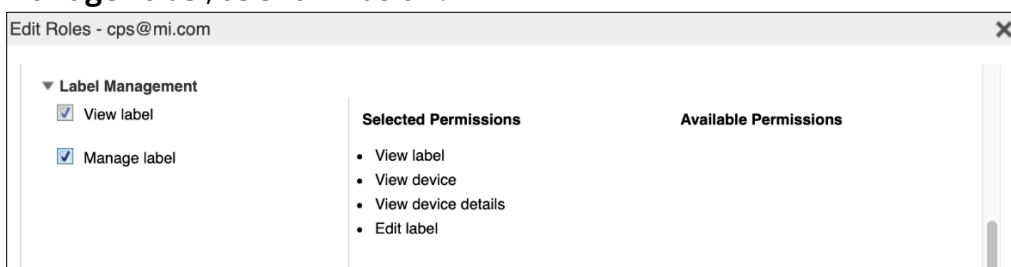 Edit Roles - cps@mi.com
Label Management
View label
Manage label
Selected Permissions
Available Permissions
• View label
• View device
• View device details
• Edit label